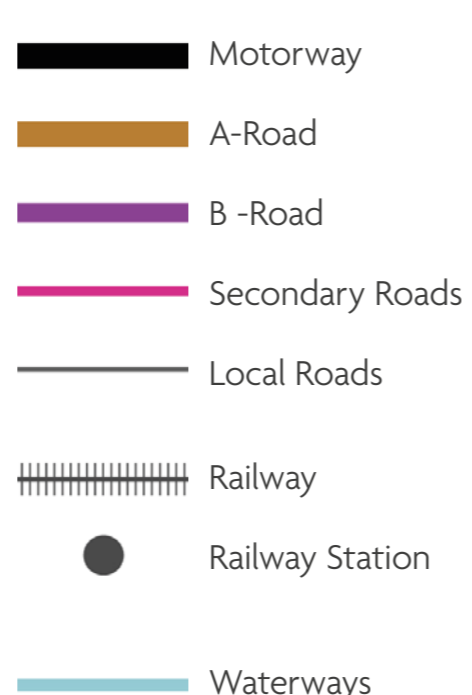 Motorway
A-Road
B -Road
Secondary Roads
Local Roads
Railway
Railway Station
Waterways